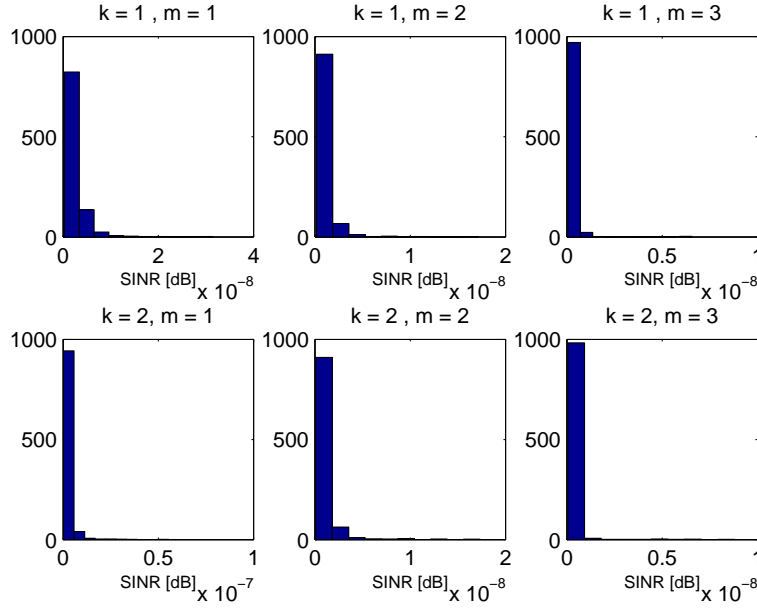 k = 1 , m = 1
1000
500
0
0
2
4
SINR [dB]
x 10⁻⁸
k = 1, m = 2
1000
500
0
0
1
2
SINR [dB]
x 10⁻⁸
k = 1 , m = 3
1000
500
0
0
0.5
1
SINR [dB]
x 10⁻⁸
k = 2, m = 1
1000
500
0
0
0.5
1
SINR [dB]
x 10⁻⁷
k = 2 , m = 2
1000
500
0
0
1
2
SINR [dB]
x 10⁻⁸
k = 2, m = 3
1000
500
0
0
0.5
1
SINR [dB]
x 10⁻⁸